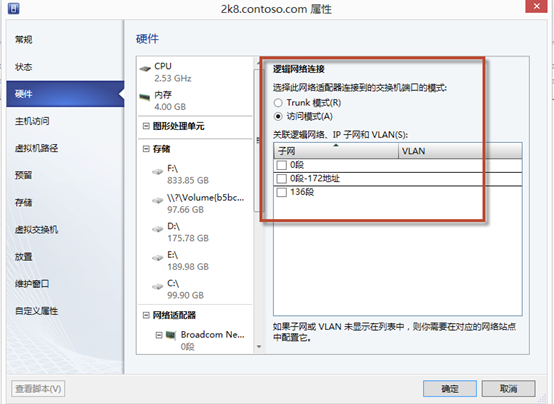 2k8.contoso.com 属性
常规
状态
硬件
主机访问
虚拟机路径
预留
存储
虚拟交换机
放置
维护窗口
自定义属性
硬件
CPU
2.53 GHz
内存
4.00 GB
图形处理单元
存储
F:\
833.85 GB
\\?\Volume{b5bc...
97.66 GB
D:\
175.78 GB
E:\
189.98 GB
C:\
99.90 GB
网络适配器
Broadcom Ne...
0段
逻辑网络连接
选择此网络适配器连接到的交换机端口的模式:
Trunk 模式(R)
访问模式(A)
关联逻辑网络、IP 子网和 VLAN(S):
子网 VLAN
0段
0段-172地址
136段
如果子网或 VLAN 未显示在列表中，则你需要在对应的网络站点
中配置它。
查看脚本(V)
确定
取消